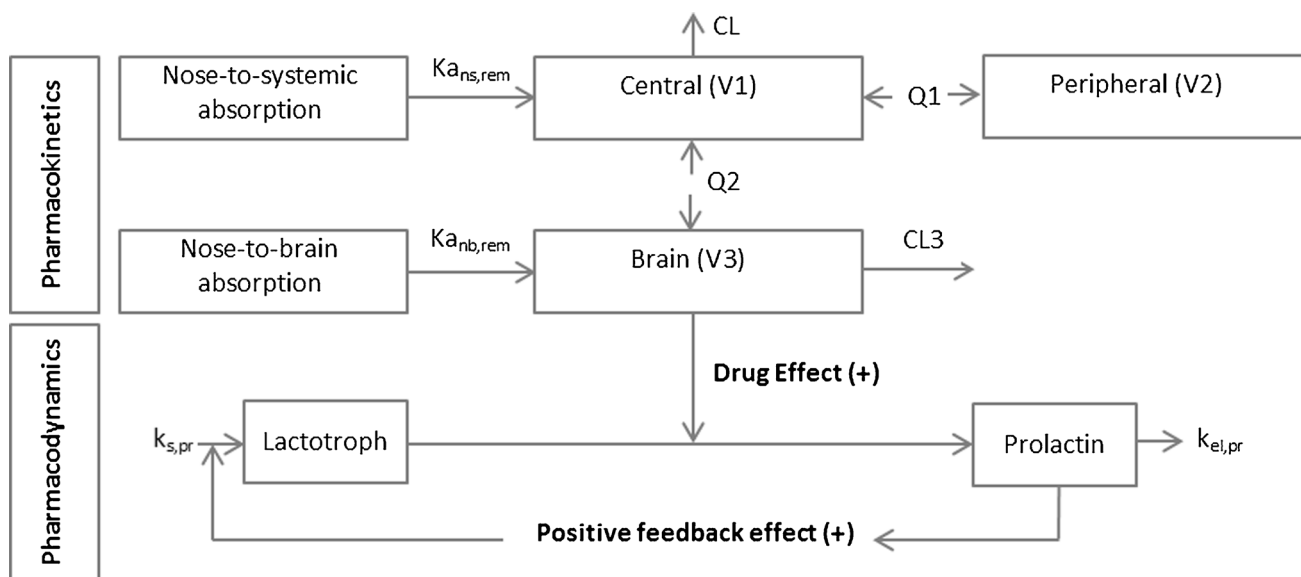 Pharmacokinetics
Nose-to-systemic
absorption
Ka_ns,rem
Central (V1)
CL
Q1
Peripheral (V2)
Q2
Nose-to-brain
absorption
Ka_nb,rem
Brain (V3)
CL3
Pharmacodynamics
Drug Effect (+)
k_s,pr
Lactotroph
Prolactin
k_el,pr
Positive feedback effect (+)